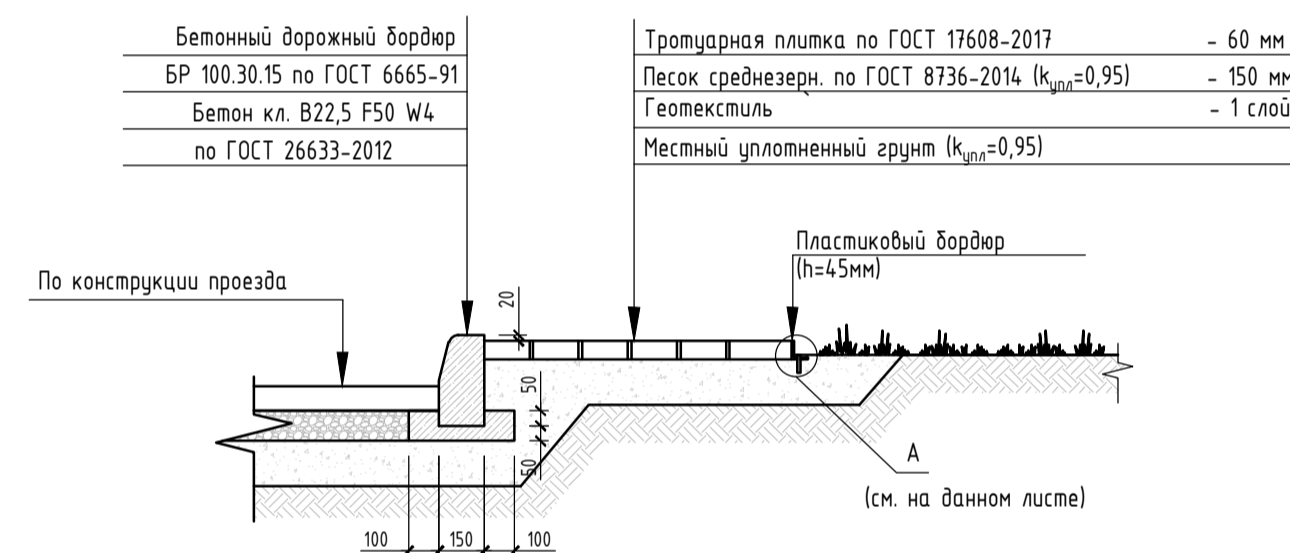 Бетонный дорожный бордюр
БР 100.30.15 по ГОСТ 6665-91
Бетон кл. В22,5 F50 W4
по ГОСТ 26633-2012
Тротуарная плитка по ГОСТ 17608-2017 - 60 мм
Песок среднезерн. по ГОСТ 8736-2014 (kупл=0,95) - 150 мм
Геотекстиль - 1 слой
Местный уплотненный грунт (kупл=0,95)
Пластиковый бордюр
(h=45мм)
По конструкции проезда
20
50
50
А
(см. на данном листе)
100 150 100